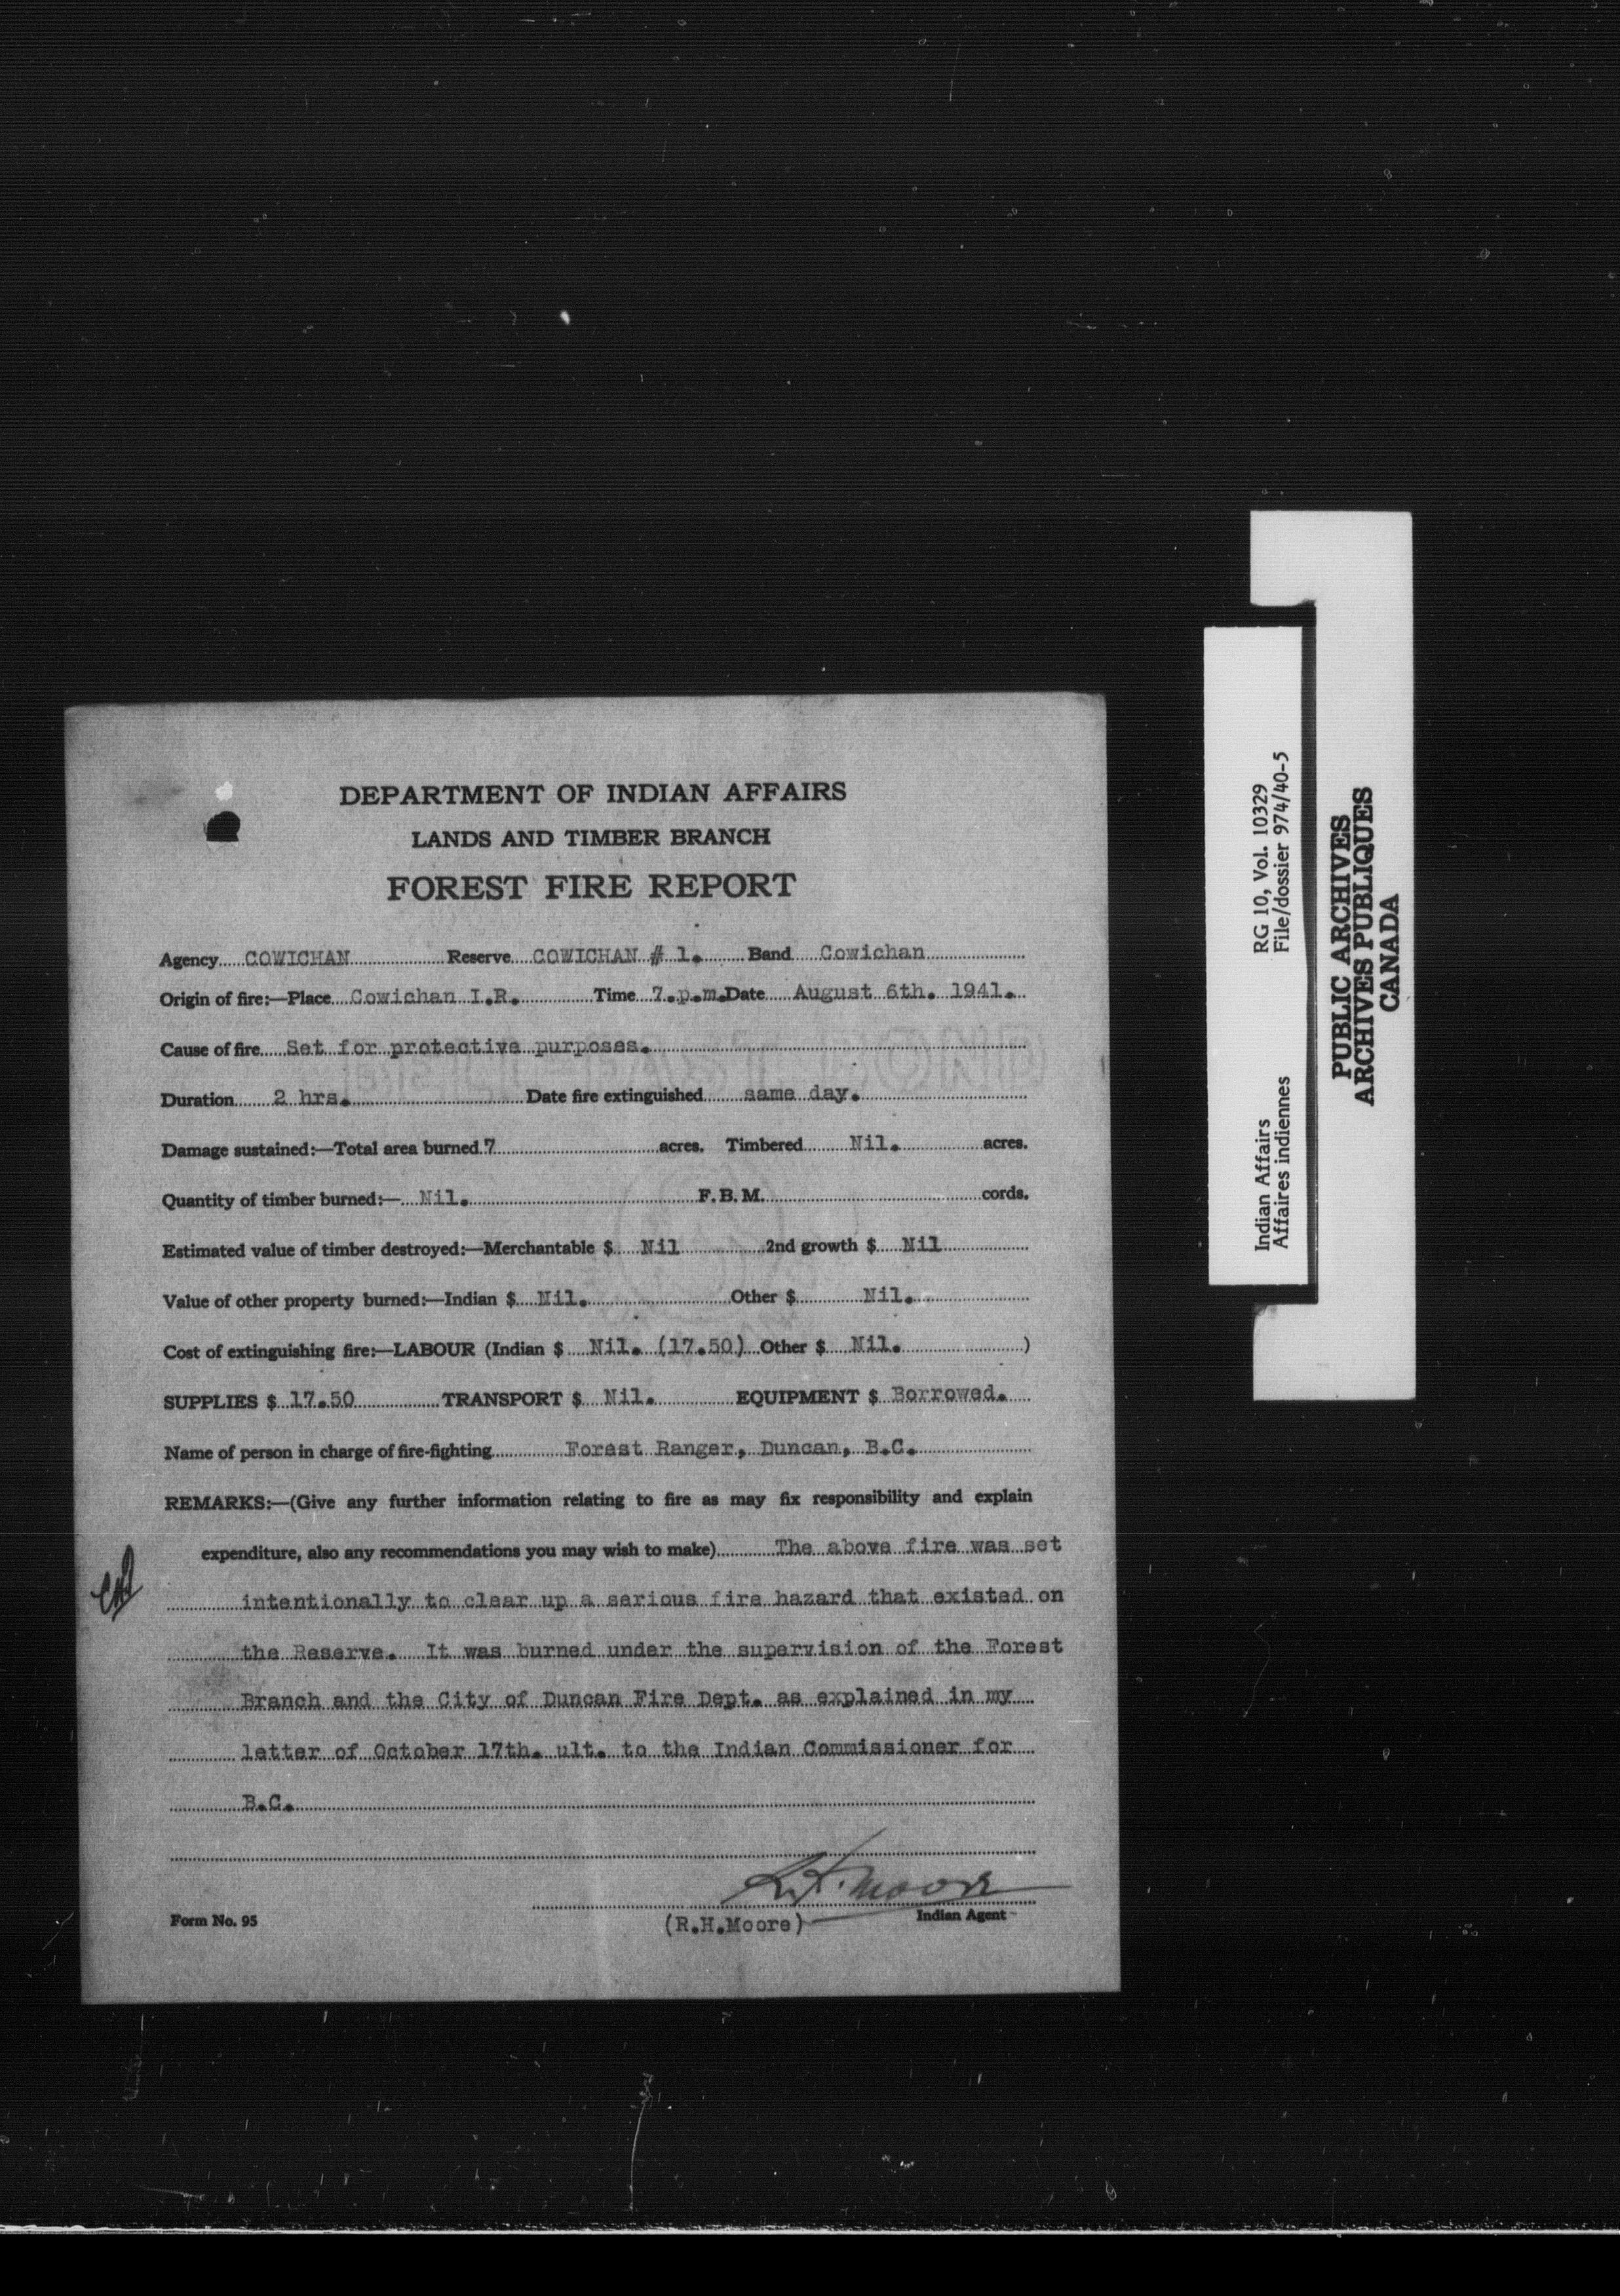 DEPARTMENT OF INDIAN AFFAIRS
LANDS AND TIMBER BRANCH
FOREST FIRE REPORT
Agency COWICHAN Reserve COWICHAN # 1. Band Cowichan
Origin of fire:—Place Cowichan I.R. Time 7.p.m. Date August 6th. 1941.
Cause of fire Set for protective purposes.
Duration 2 hrs. Date fire extinguished same day.
Damage sustained:—Total area burned 7 acres. Timbered Nil. acres.
Quantity of timber burned:— Nil. F.B.M. cords.
Estimated value of timber destroyed:—Merchantable $ Nil 2nd growth $ Nil
Value of other property burned:—Indian $ Nil. Other $ Nil.
Cost of extinguishing fire:—LABOUR (Indian $ Nil. (17.50) Other $ Nil. )
SUPPLIES $ 17.50 TRANSPORT $ Nil. EQUIPMENT $ Borrowed.
Name of person in charge of fire-fighting Forest Ranger, Duncan, B.C.
REMARKS:—(Give any further information relating to fire as may fix responsibility and explain
expenditure, also any recommendations you may wish to make) The above fire was set
intentionally to clear up a serious fire hazard that existed on
the Reserve. It was burned under the supervision of the Forest
Branch and the City of Duncan Fire Dept. as explained in my
letter of October 17th. ult. to the Indian Commissioner for
B.C.
R.H. Moore
Form No. 95 (R.H.Moore) Indian Agent
Indian Affairs RG 10, Vol. 10329
Affaires indiennes File/dossier 974/40-5
PUBLIC ARCHIVES
ARCHIVES PUBLIQUES
CANADA